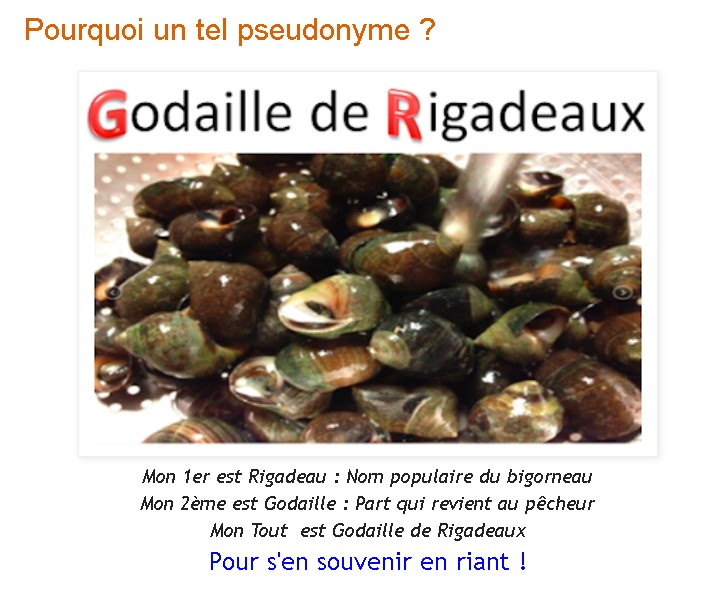 Pourquoi un tel pseudonyme ?
Godaille de Rigadeaux
Mon 1er est Rigadeau : Nom populaire du bigorneau
Mon 2ème est Godaille : Part qui revient au pêcheur
Mon Tout est Godaille de Rigadeaux
Pour s'en souvenir en riant !